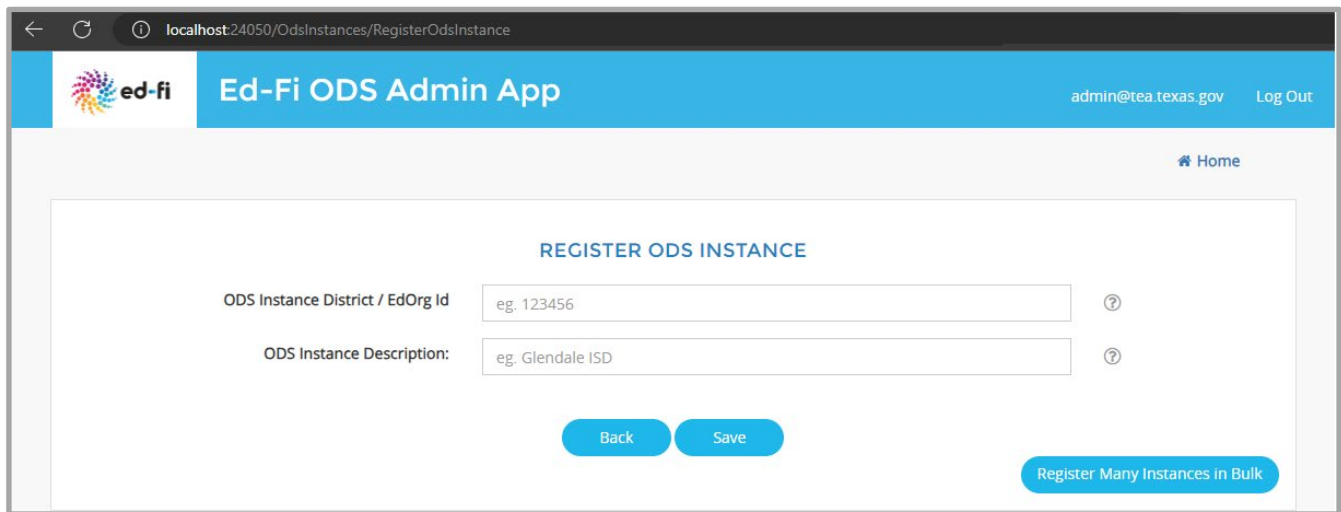 localhost:24050/OdsInstances/RegisterOdsInstance
ed-fi
Ed-Fi ODS Admin App
admin@tea.texas.gov Log Out
Home
REGISTER ODS INSTANCE
ODS Instance District / EdOrg Id eg. 123456 ?
ODS Instance Description: eg. Glendale ISD ?
Back Save
Register Many Instances in Bulk